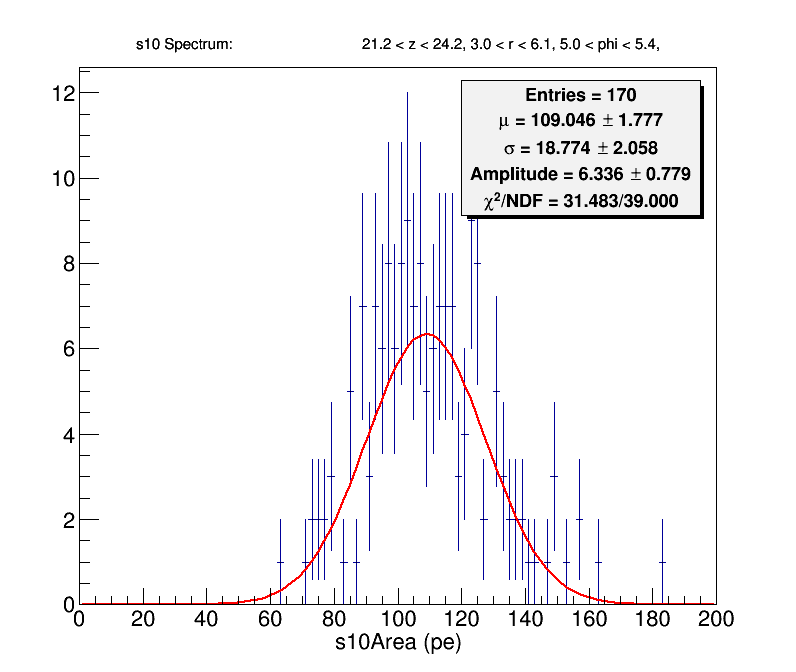 s10 Spectrum: 21.2 < z < 24.2, 3.0 < r < 6.1, 5.0 < phi < 5.4,
Entries = 170
μ = 109.046 ± 1.777
σ = 18.774 ± 2.058
Amplitude = 6.336 ± 0.779
χ²/NDF = 31.483/39.000
12
10
8
6
4
2
0
0 20 40 60 80 100 120 140 160 180 200
s10Area (pe)